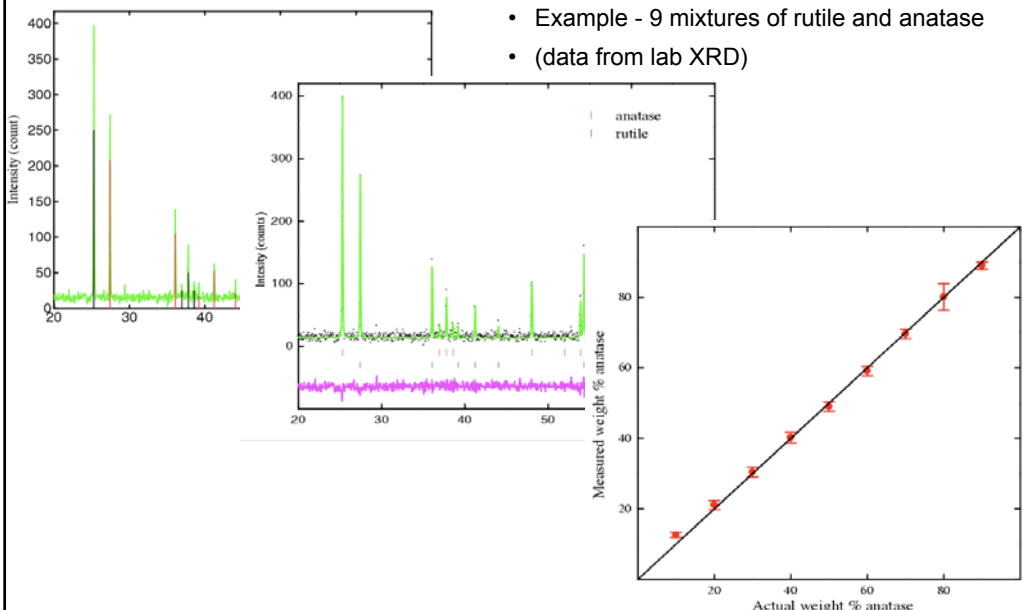 • Example - 9 mixtures of rutile and anatase
• (data from lab XRD)
400
350
300
250
200
150
100
50
0
Intensity (count)
20 30 40
400
300
200
100
0
Intesity (counts)
anatase
rutile
20 30 40 50
80
60
40
20
Measured weight % anatase
20 40 60 80
Actual weight % anatase